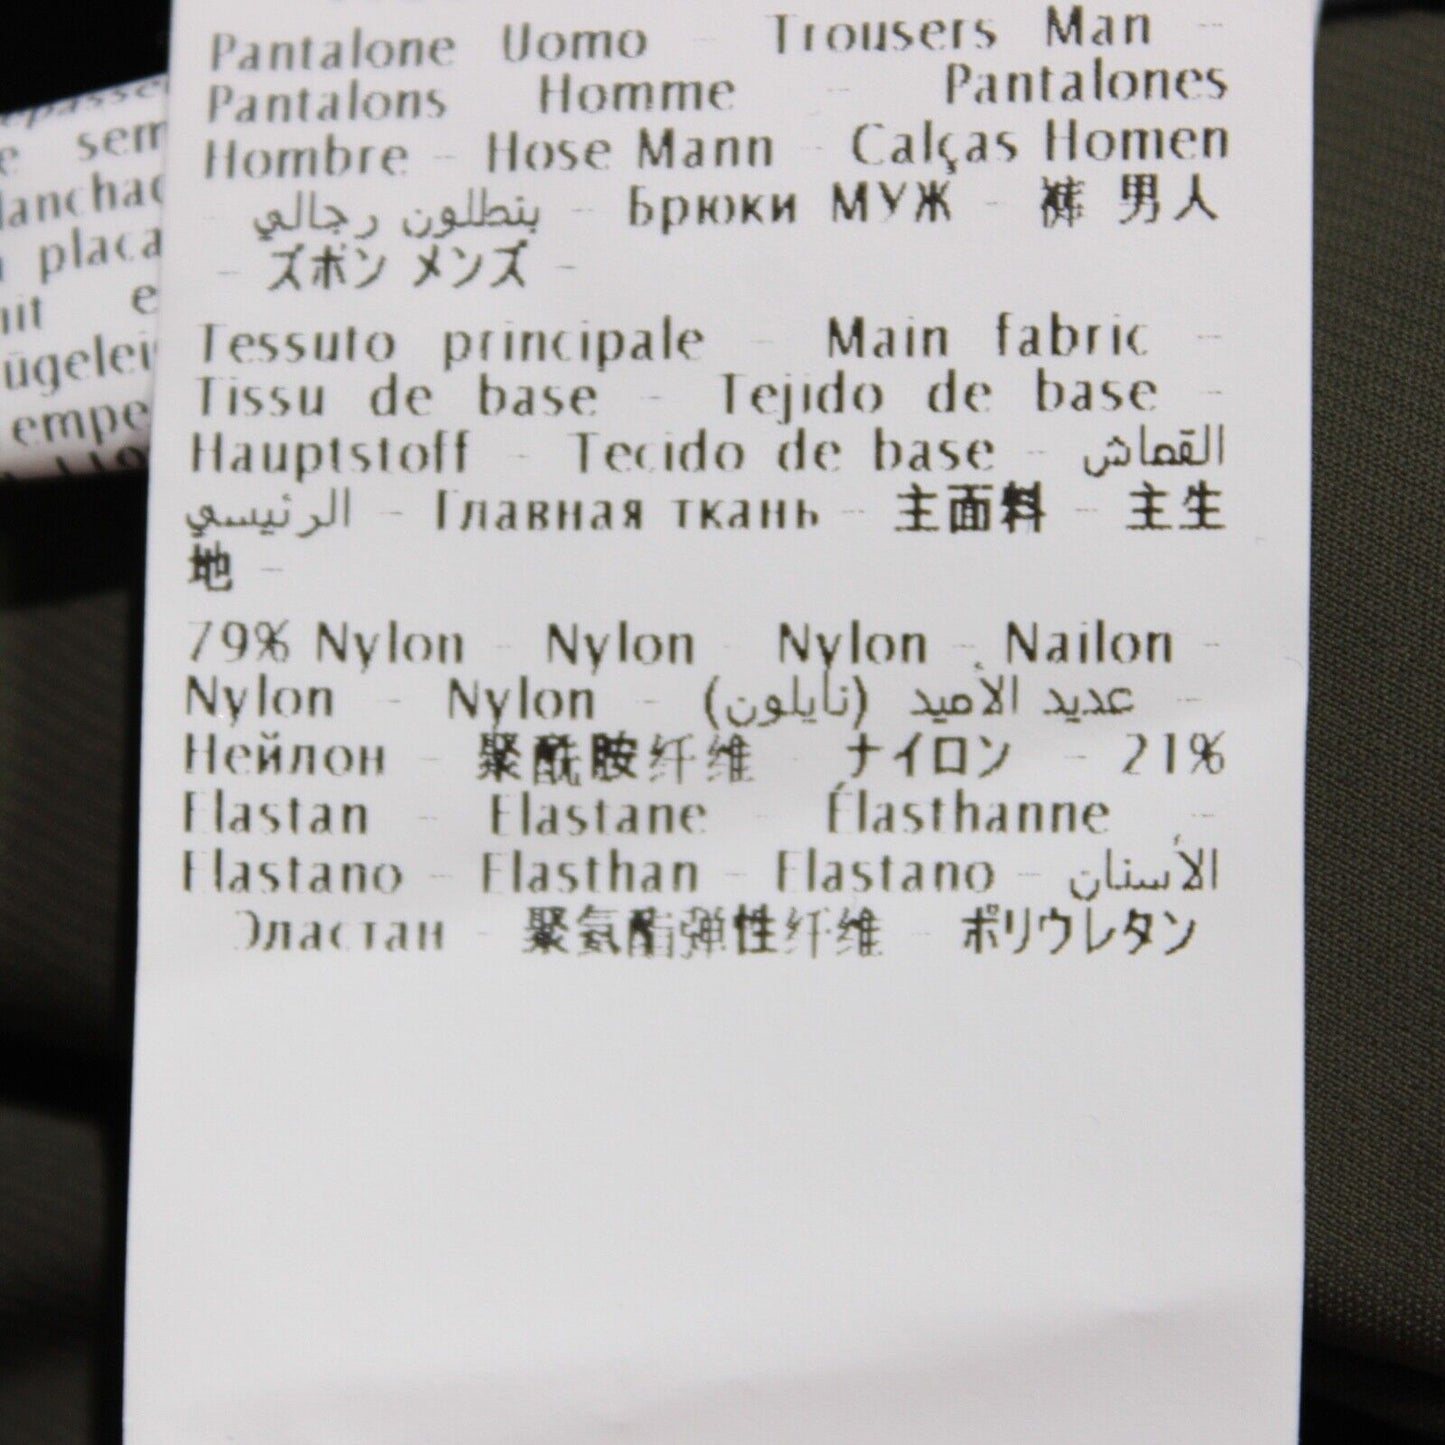 Pantalone Uomo - Trousers Man -
Pantalons Homme - Pantalones
Hombre - Hose Mann - Calças Homen
- بنطلون رجالي - Брюки МУЖ - 裤 男人
- ズボン メンズ -
Tessuto principale - Main fabric -
Tissu de base - Tejido de base -
Hauptstoff - Tecido de base - القماش
الرئيسي - Главная ткань - 主面料 - 主生
地 -
79% Nylon - Nylon - Nylon - Nailon -
Nylon - Nylon - عديد الأميد (نايلون) -
Нейлон - 聚酰胺纤维 - ナイロン - 21%
Elastan - Elastane - Élasthanne -
Elastano - Elasthan - Elastano - الأستان
- Эластан - 聚氨酯弹性纤维 - ポリウレタン
sem
placa